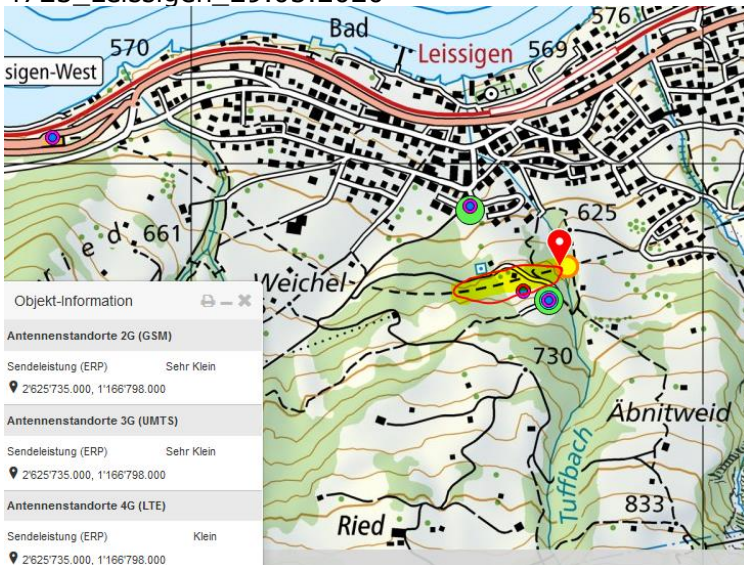 4725_Leissigen_29.05.2020
570
Bad
576
Leissigen
569
sigen-West
625
661
ried
Weichel
730
Äbnitweid
Tuffbach
833
Ried
Objekt-Information
Antennenstandorte 2G (GSM)
Sendeleistung (ERP) Sehr Klein
2'625'735.000, 1'166'798.000
Antennenstandorte 3G (UMTS)
Sendeleistung (ERP) Sehr Klein
2'625'735.000, 1'166'798.000
Antennenstandorte 4G (LTE)
Sendeleistung (ERP) Klein
2'625'735.000, 1'166'798.000